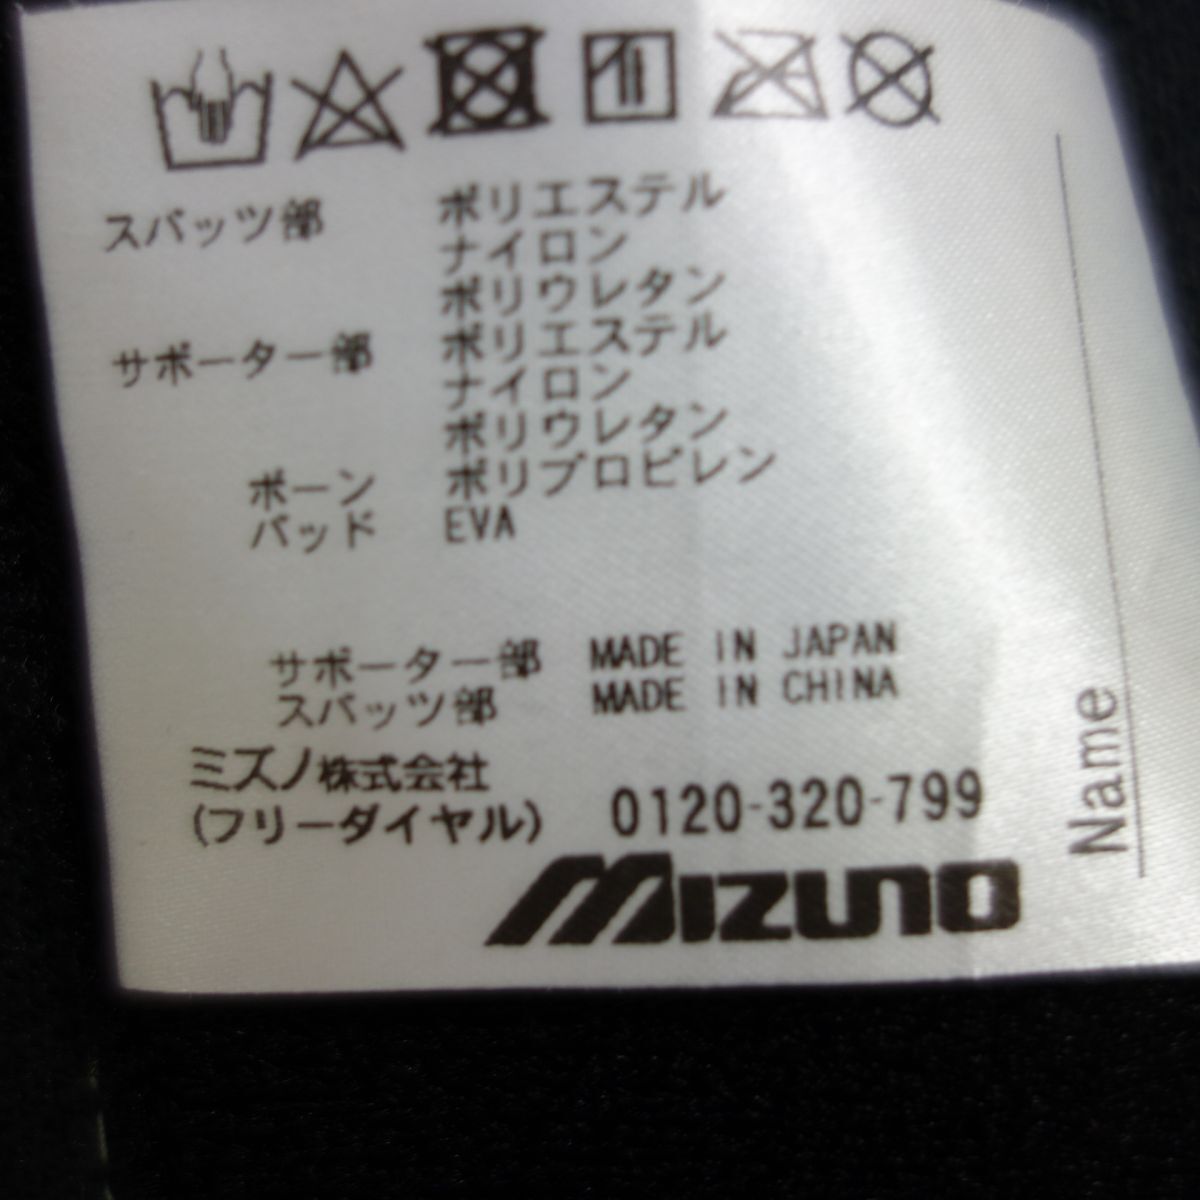 スパッツ部 ポリエステル
ナイロン
ポリウレタン
サポーター部 ポリエステル
ナイロン
ポリウレタン
ボーン ポリプロピレン
パッド EVA
サポーター部 MADE IN JAPAN
スパッツ部 MADE IN CHINA
ミズノ株式会社
(フリーダイヤル) 0120-320-799
MIZUNO
Name